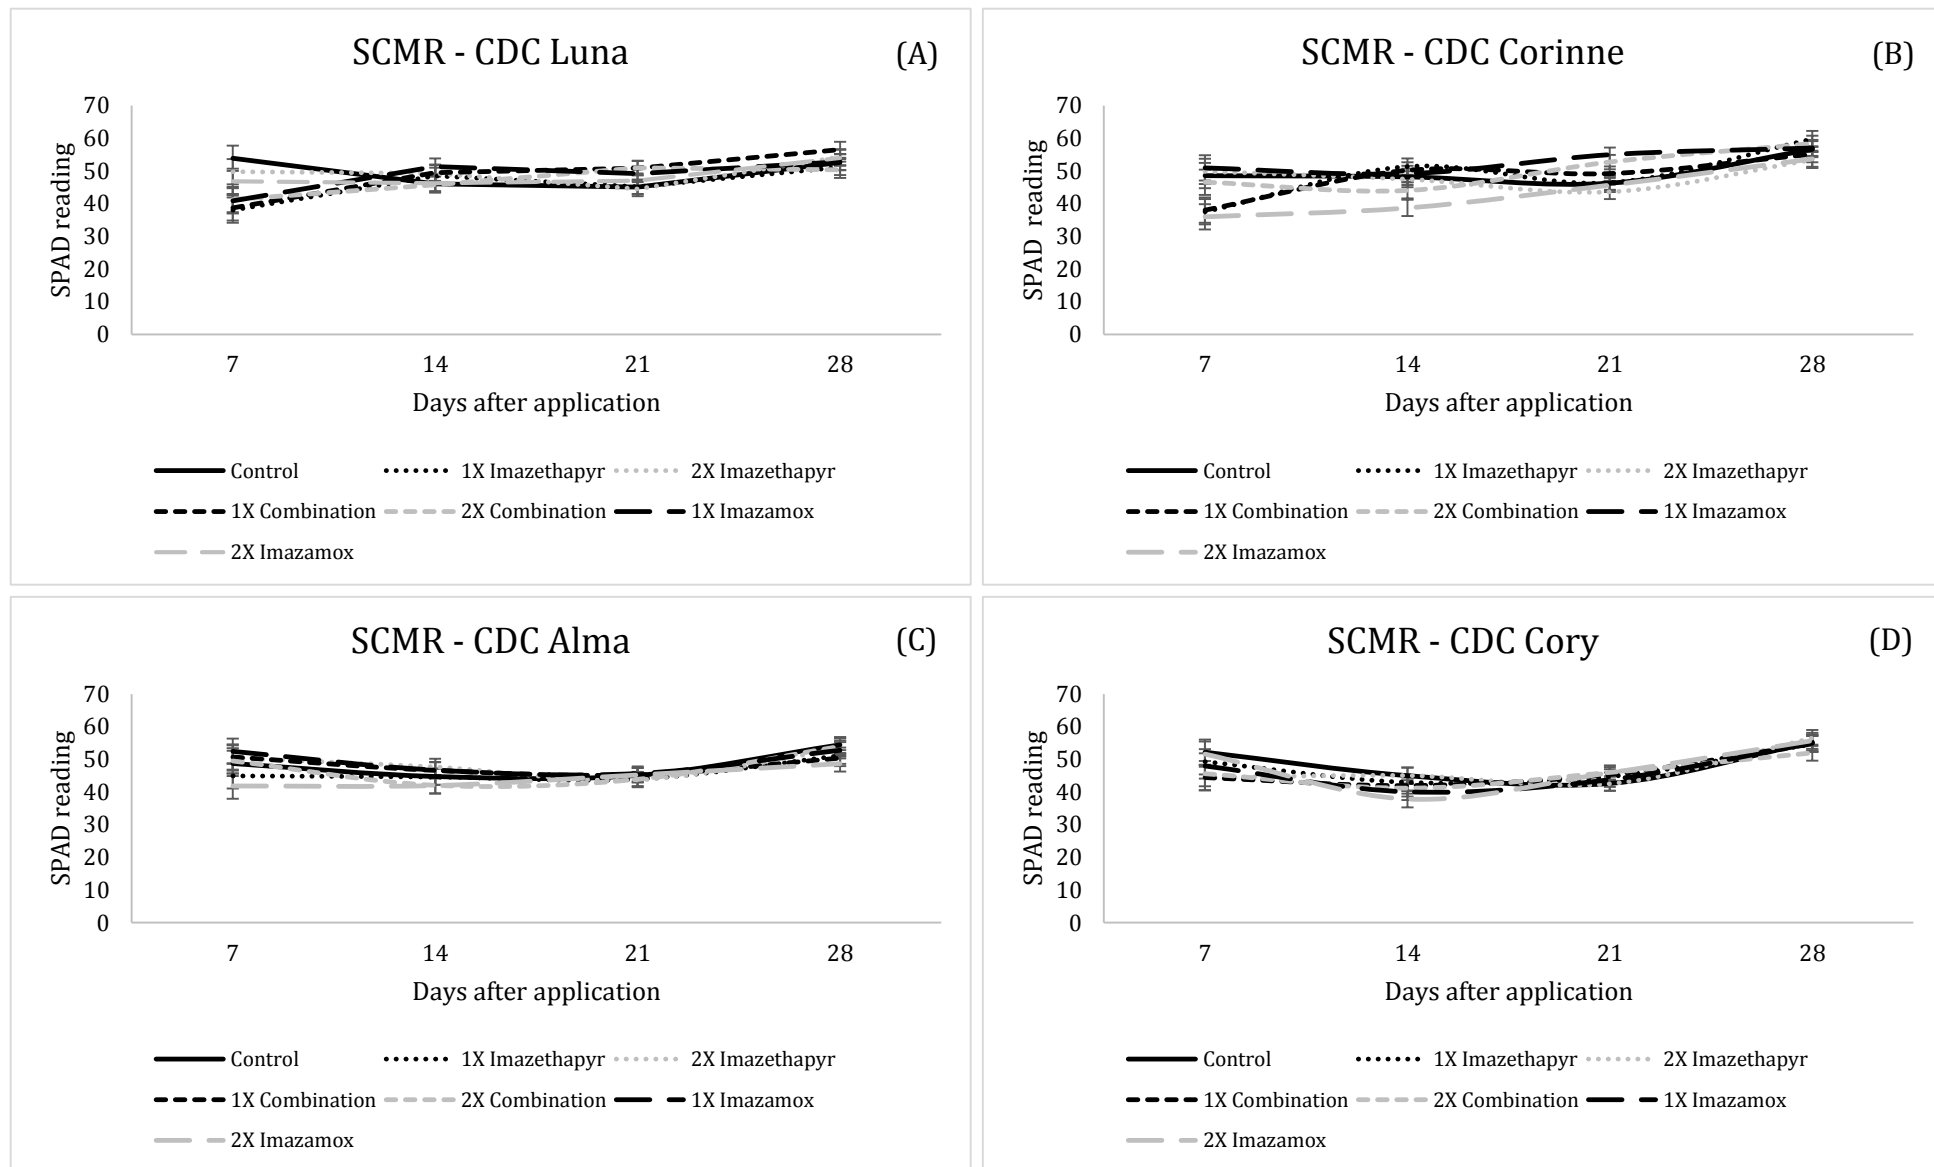 SCMR - CDC Luna
(A)
SPAD reading
70
60
50
40
30
20
10
0
7 14 21 28
Days after application
Control 1X Imazethapyr 2X Imazethapyr
1X Combination 2X Combination 1X Imazamox
2X Imazamox
SCMR - CDC Corinne
(B)
SPAD reading
70
60
50
40
30
20
10
0
7 14 21 28
Days after application
Control 1X Imazethapyr 2X Imazethapyr
1X Combination 2X Combination 1X Imazamox
2X Imazamox
SCMR - CDC Alma
(C)
SPAD reading
70
60
50
40
30
20
10
0
7 14 21 28
Days after application
Control 1X Imazethapyr 2X Imazethapyr
1X Combination 2X Combination 1X Imazamox
2X Imazamox
SCMR - CDC Cory
(D)
SPAD reading
70
60
50
40
30
20
10
0
7 14 21 28
Days after application
Control 1X Imazethapyr 2X Imazethapyr
1X Combination 2X Combination 1X Imazamox
2X Imazamox